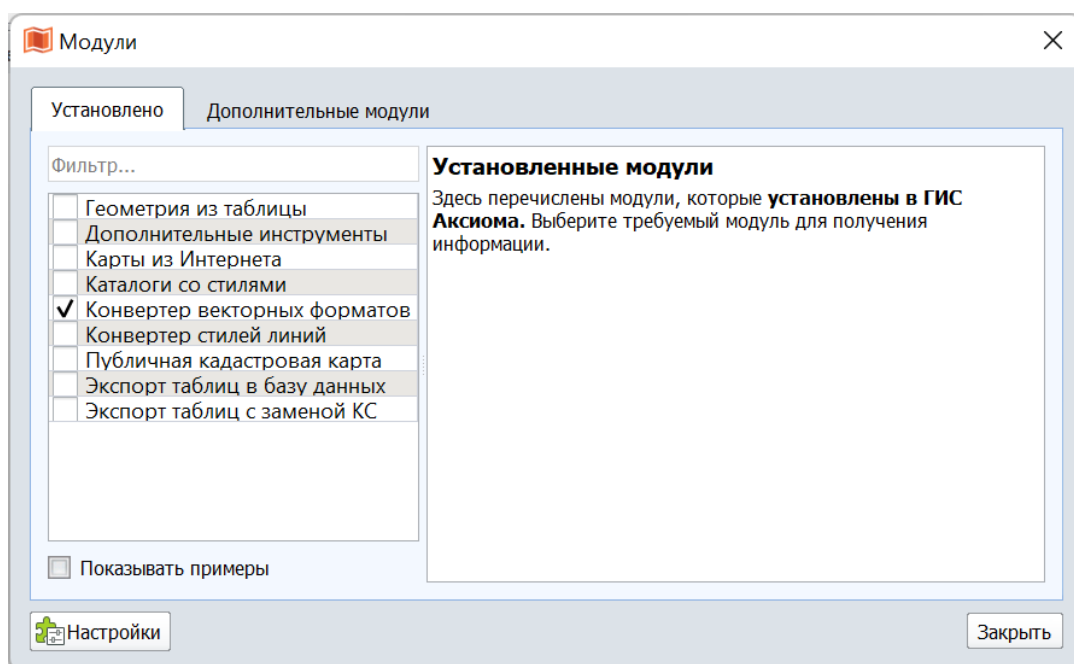 Модули
Установлено
Дополнительные модули
Фильтр...
Геометрия из таблицы
Дополнительные инструменты
Карты из Интернета
Каталоги со стилями
Конвертер векторных форматов
Конвертер стилей линий
Публичная кадастровая карта
Экспорт таблиц в базу данных
Экспорт таблиц с заменой КС
Показывать примеры
Установленные модули
Здесь перечислены модули, которые установлены в ГИС
Аксиома. Выберите требуемый модуль для получения
информации.
Настройки
Закрыть